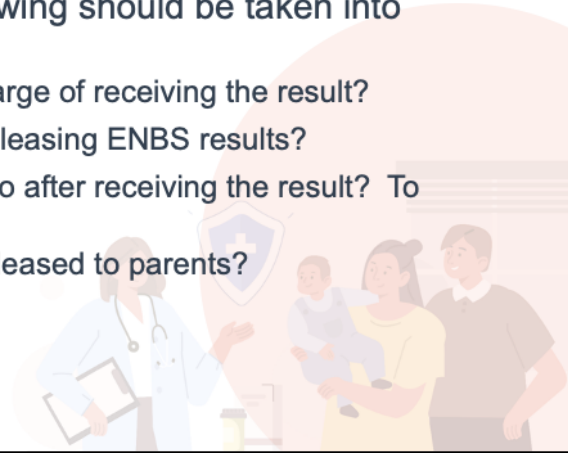 wing should be taken into
arge of receiving the result?
leasing ENBS results?
o after receiving the result? To
eased to parents?